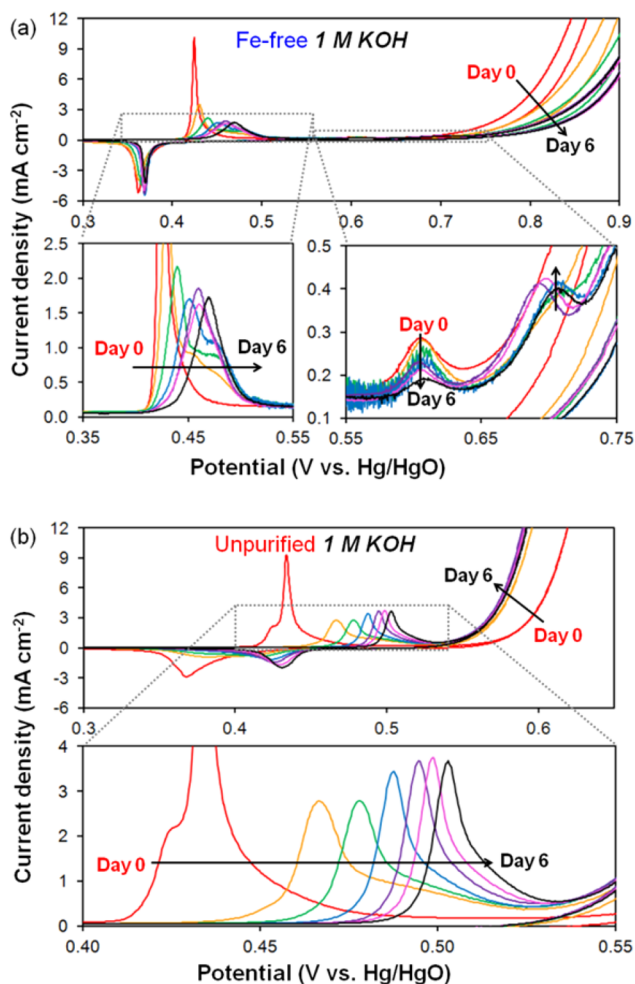 (a)
Fe-free 1 M KOH
Day 0
Day 6
12
9
6
3
0
-3
-6
0.3 0.4 0.5 0.6 0.7 0.8 0.9
Current density (mA cm⁻²)
2.5
2.0
1.5
1.0
0.5
0.0
Day 0
Day 6
0.35 0.45 0.55
0.5
0.4
0.3
0.2
0.1
Day 0
Day 6
0.55 0.65 0.75
Potential (V vs. Hg/HgO)
(b)
Unpurified 1 M KOH
Day 6
Day 0
12
9
6
3
0
-3
-6
0.3 0.4 0.5 0.6
Current density (mA cm⁻²)
4
3
2
1
0
Day 0
Day 6
0.40 0.45 0.50 0.55
Potential (V vs. Hg/HgO)